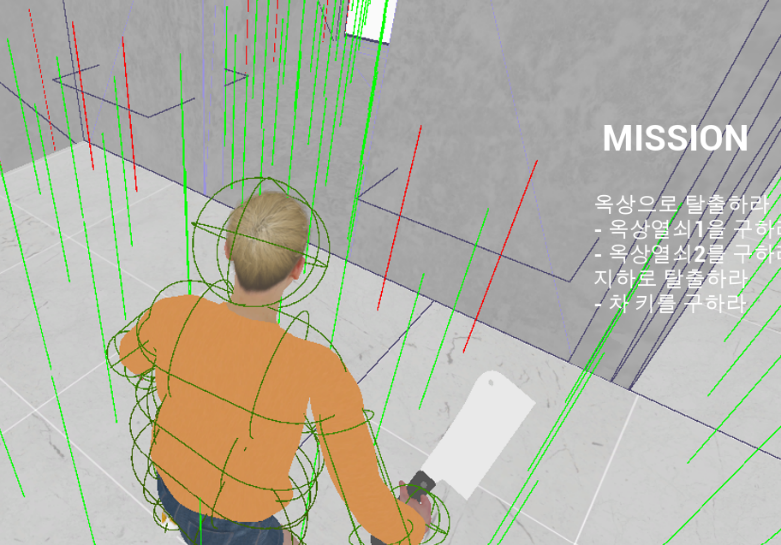 MISSION
옥상으로 탈출하라
- 옥상열쇠1을 구하
- 옥상열쇠2를 구하
지하로 탈출하라
- 차 키를 구하라